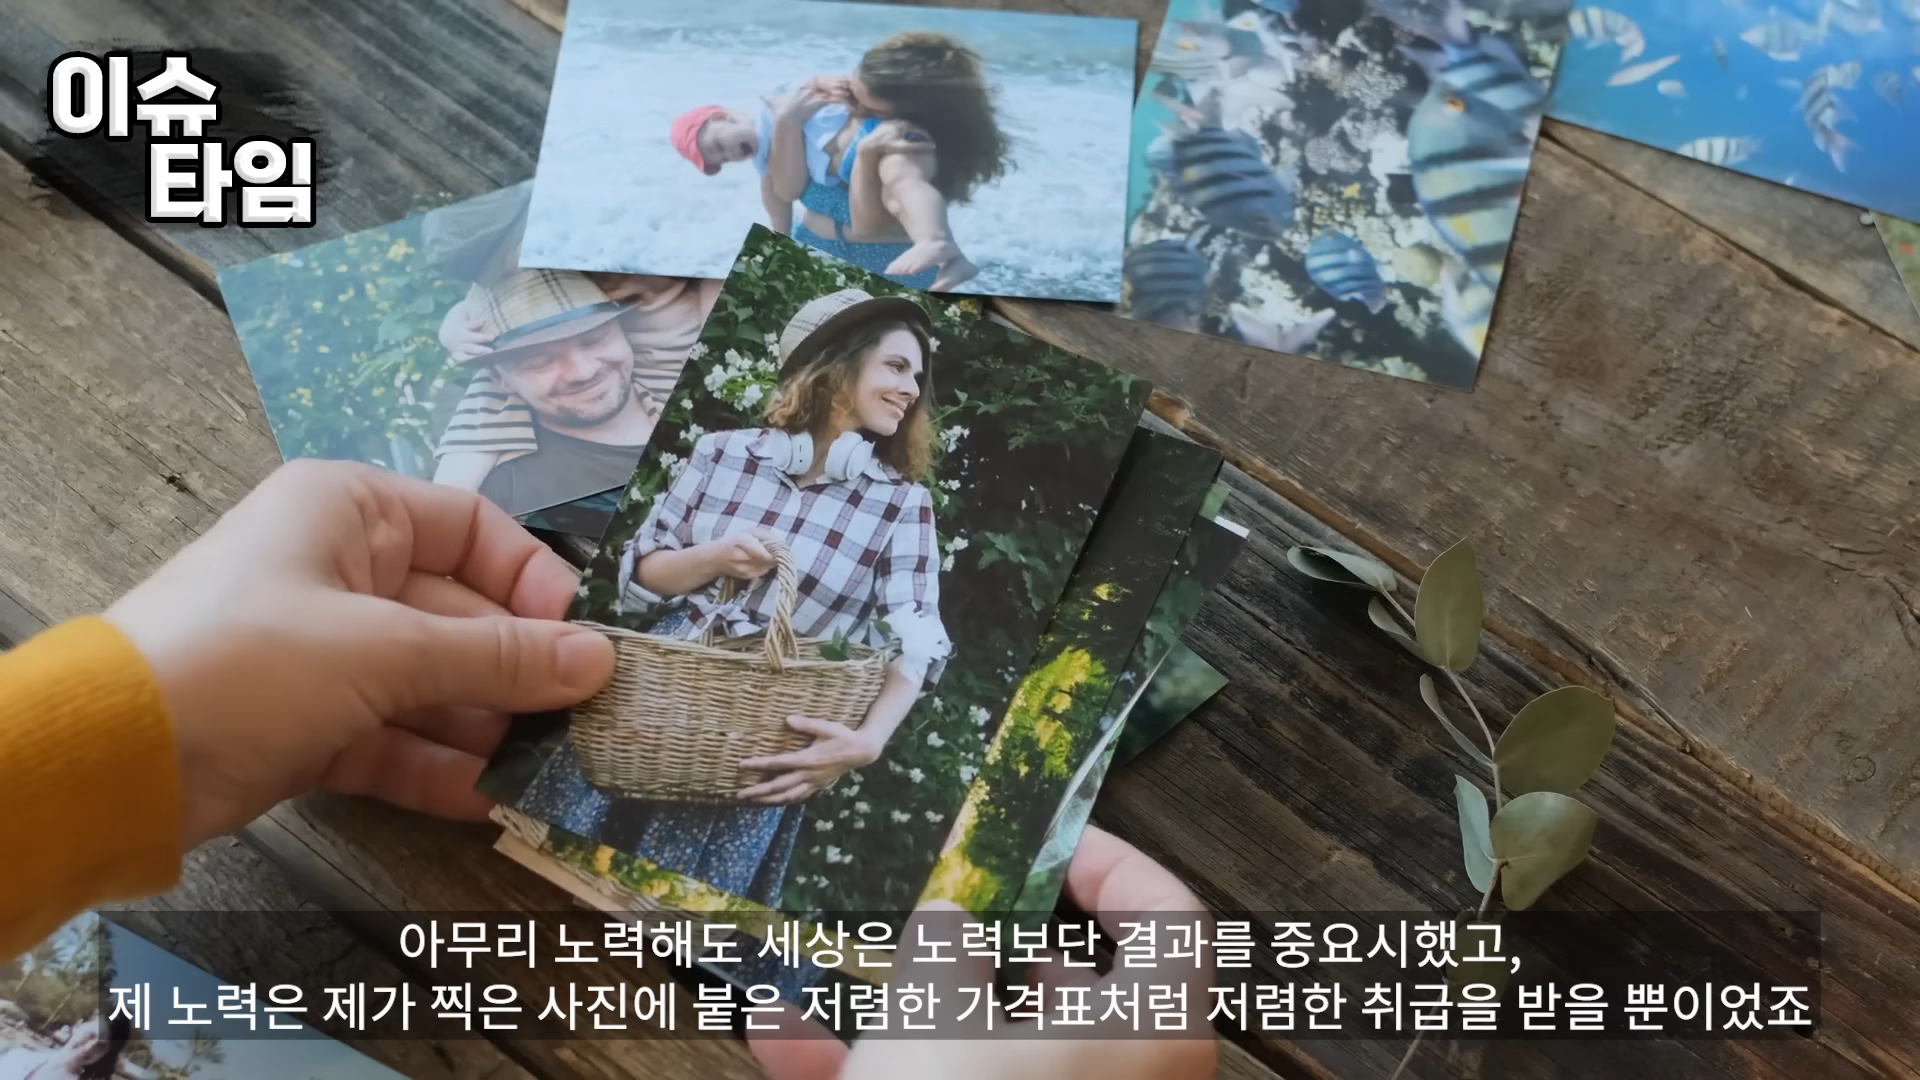 이슈
타임
아무리 노력해도 세상은 노력보단 결과를 중요시했고,
제 노력은 제가 찍은 사진에 붙은 저렴한 가격표처럼 저렴한 취급을 받을 뿐이었죠